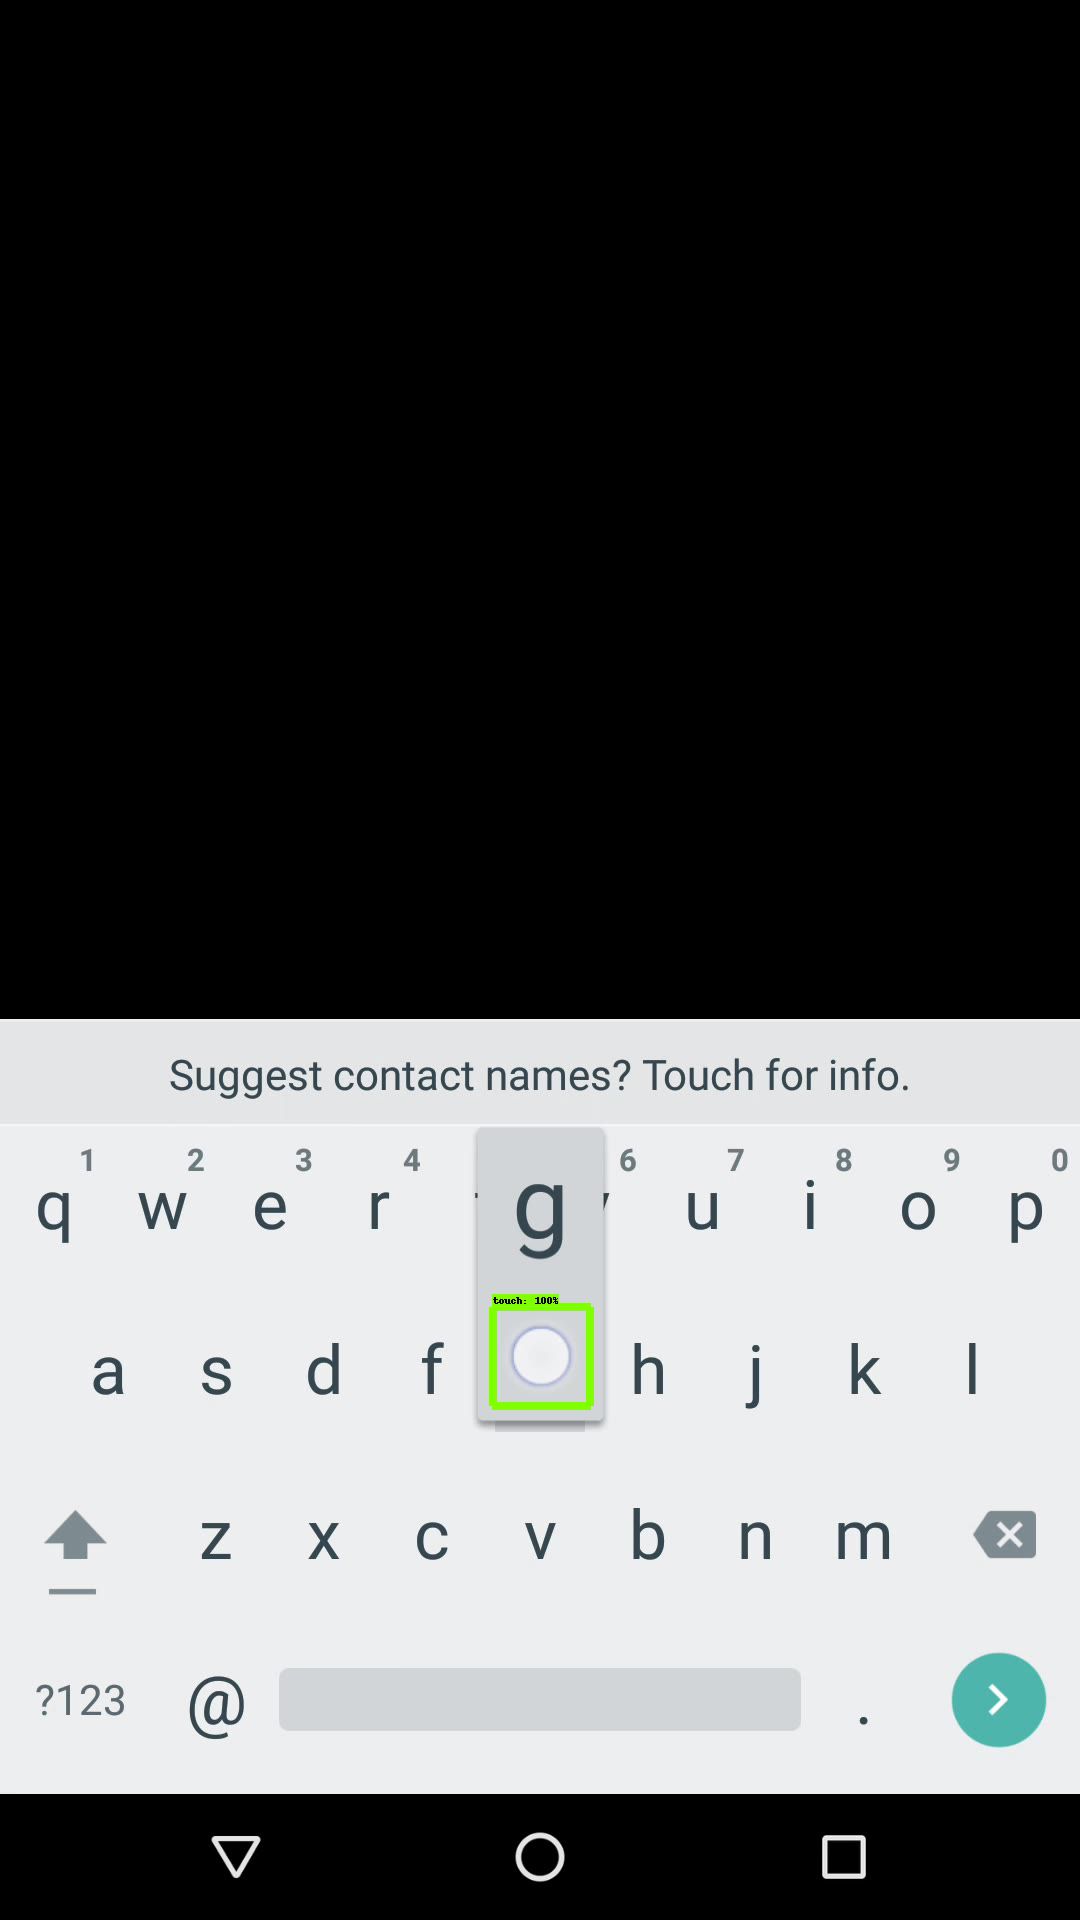 Suggest contact names? Touch for info.
1 2 3 4 6 7 8 9 0
q w e r u i o p
g
touch: 100%
a s d f h j k l
z x c v b n m
?123 @ .